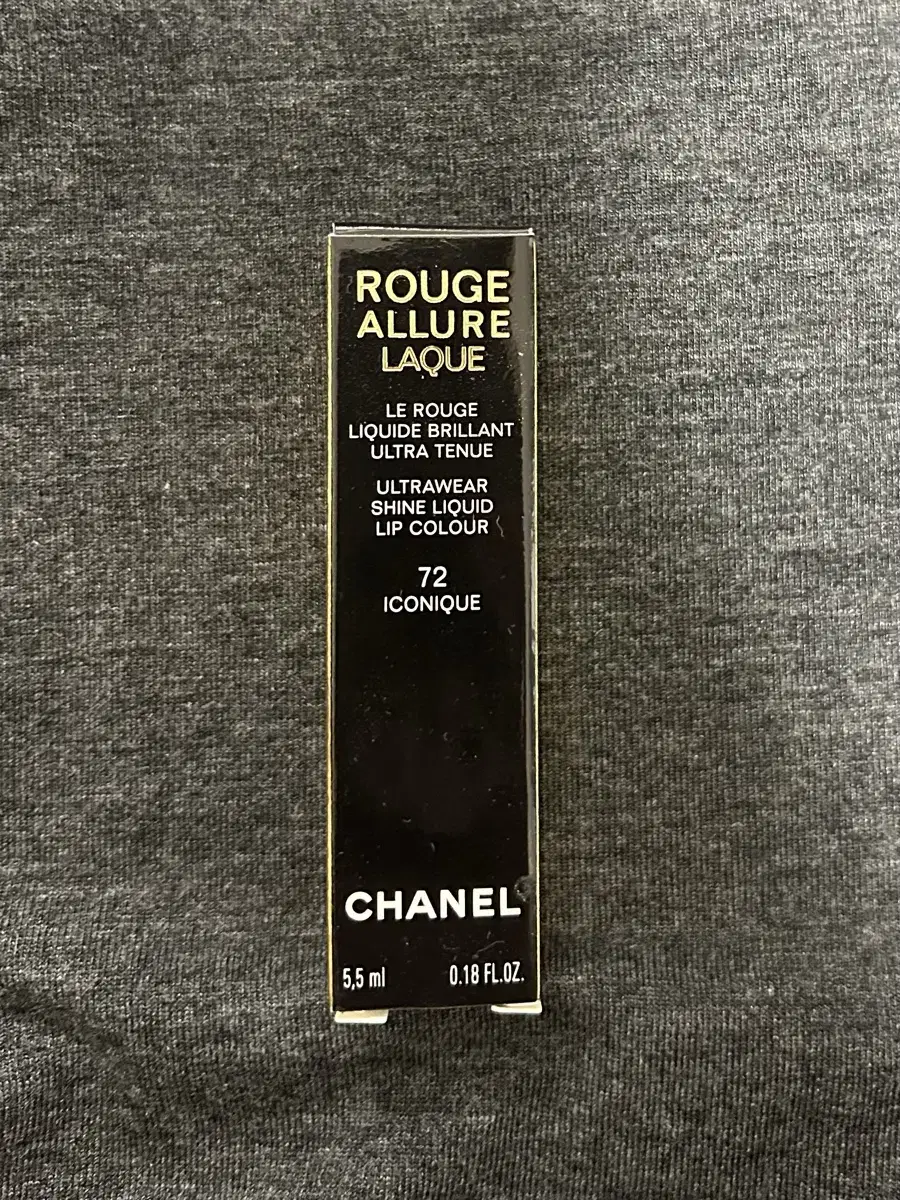 ROUGE
ALLURE
LAQUE
LE ROUGE
LIQUIDE BRILLANT
ULTRA TENUE
ULTRAWEAR
SHINE LIQUID
LIP COLOUR
72
ICONIQUE
CHANEL
5,5 ml 0.18 FL.OZ.